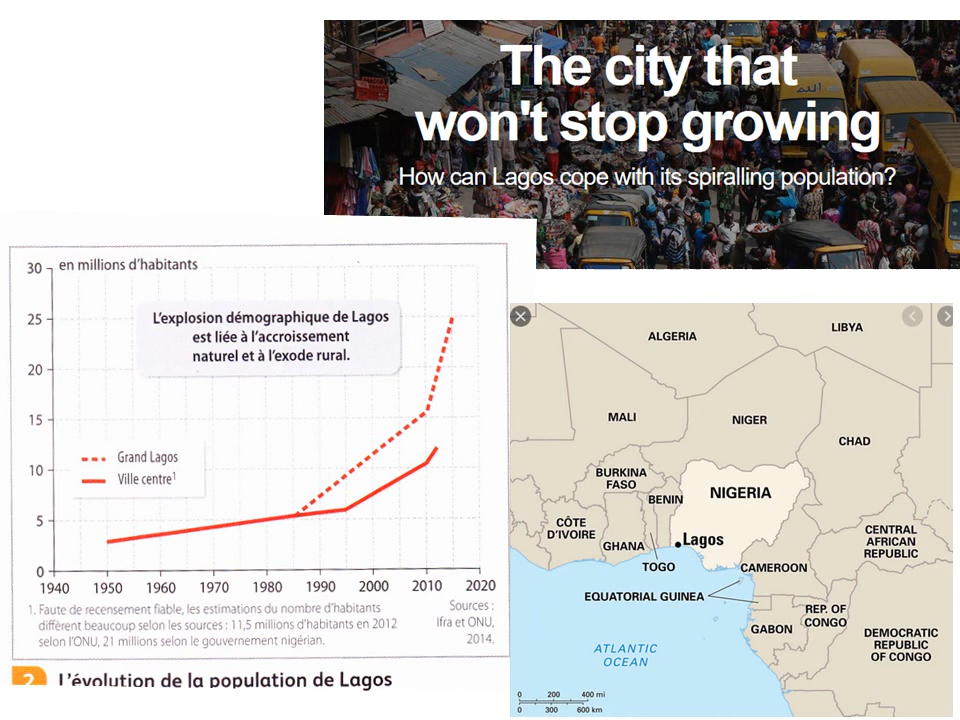 The city that
won't stop growing
How can Lagos cope with its spiralling population?
en millions d'habitants
30
25
20
15
10
5
0
L'explosion démographique de Lagos
est liée à l'accroissement
naturel et à l'exode rural.
Grand Lagos
Ville centre¹
1940 1950 1960 1970 1980 1990 2000 2010 2020
1. Faute de recensement fiable, les estimations du nombre d'habitants
diffèrent beaucoup selon les sources : 11,5 millions d'habitants en 2012
selon l'ONU, 21 millions selon le gouvernement nigérian.
Sources :
Ifra et ONU,
2014.
2 L'évolution de la population de Lagos
ALGERIA
LIBYA
MALI
NIGER
CHAD
BURKINA
FASO
BENIN
NIGERIA
CÔTE
D'IVOIRE
GHANA
TOGO
Lagos
CENTRAL
AFRICAN
REPUBLIC
CAMEROON
EQUATORIAL GUINEA
REP. OF
CONGO
GABON
DEMOCRATIC
REPUBLIC
OF CONGO
ATLANTIC
OCEAN
0 200 400 mi
0 300 600 km